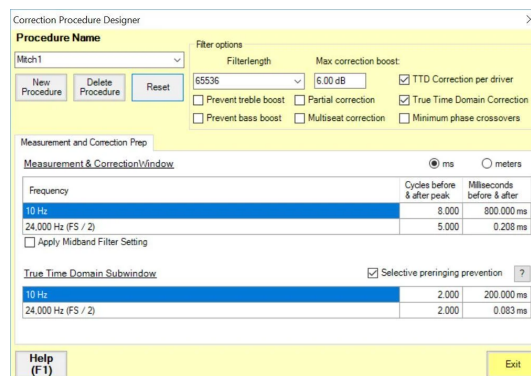 Correction Procedure Designer
Procedure Name
Mitch1
New Procedure
Delete Procedure
Reset
Filter options
Filterlength
Max correction boost:
65536
6.00 dB
TTD Correction per driver
Prevent treble boost
Partial correction
True Time Domain Correction
Prevent bass boost
Multiseat correction
Minimum phase crossovers
Measurement and Correction Prep
Measurement & CorrectionWindow
ms
meters
Frequency
Cycles before & after peak
Milliseconds before & after
10 Hz 8.000 800.000 ms
24,000 Hz (FS / 2) 5.000 0.208 ms
Apply Midband Filter Setting
True Time Domain Subwindow
Selective preringing prevention
?
10 Hz 2.000 200.000 ms
24,000 Hz (FS / 2) 2.000 0.083 ms
Help
(F1)
Exit